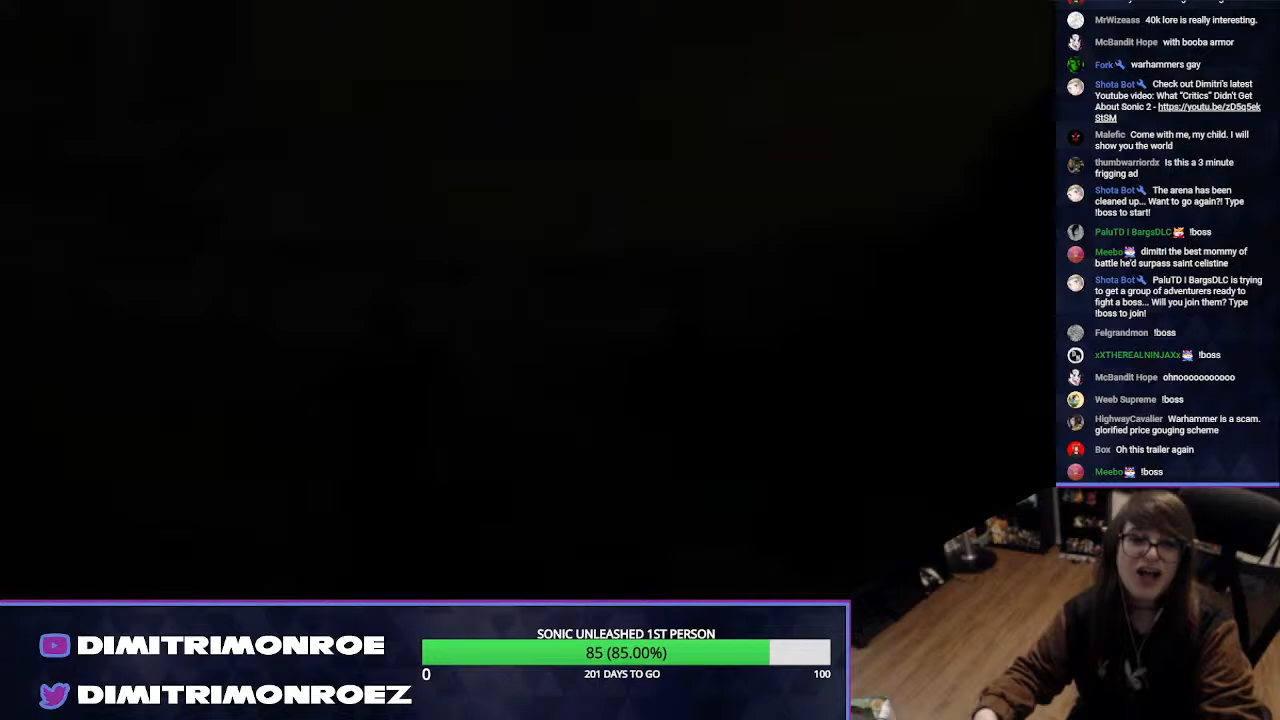 MrWizeass 40k lore is really interesting.
McBandit Hope with booba armor
Fork warhammers gay
Shota Bot Check out Dimitri's latest
Youtube video: What "Critics" Didn't Get
About Sonic 2 - https://youtu.be/zD5q5ek
StSM
Malefic Come with me, my child. I will
show you the world
thumbwarriordx Is this a 3 minute
frigging ad
Shota Bot The arena has been
cleaned up... Want to go again?! Type
!boss to start!
PaluTD I BargsDLC !boss
Meebo dimitri the best mommy of
battle he'd surpass saint celistine
Shota Bot PaluTD I BargsDLC is trying
to get a group of adventurers ready to
fight a boss... Will you join them? Type
!boss to join!
Felgrandmon !boss
xXTHEREALNINJAXx !boss
McBandit Hope ohnooooooooooo
Weeb Supreme !boss
HighwayCavalier Warhammer is a scam.
glorified price gouging scheme
Box Oh this trailer again
Meebo !boss
DIMITRIMONROE
DIMITRIMONROEZ
SONIC UNLEASHED 1ST PERSON
85 (85.00%)
0 201 DAYS TO GO 100